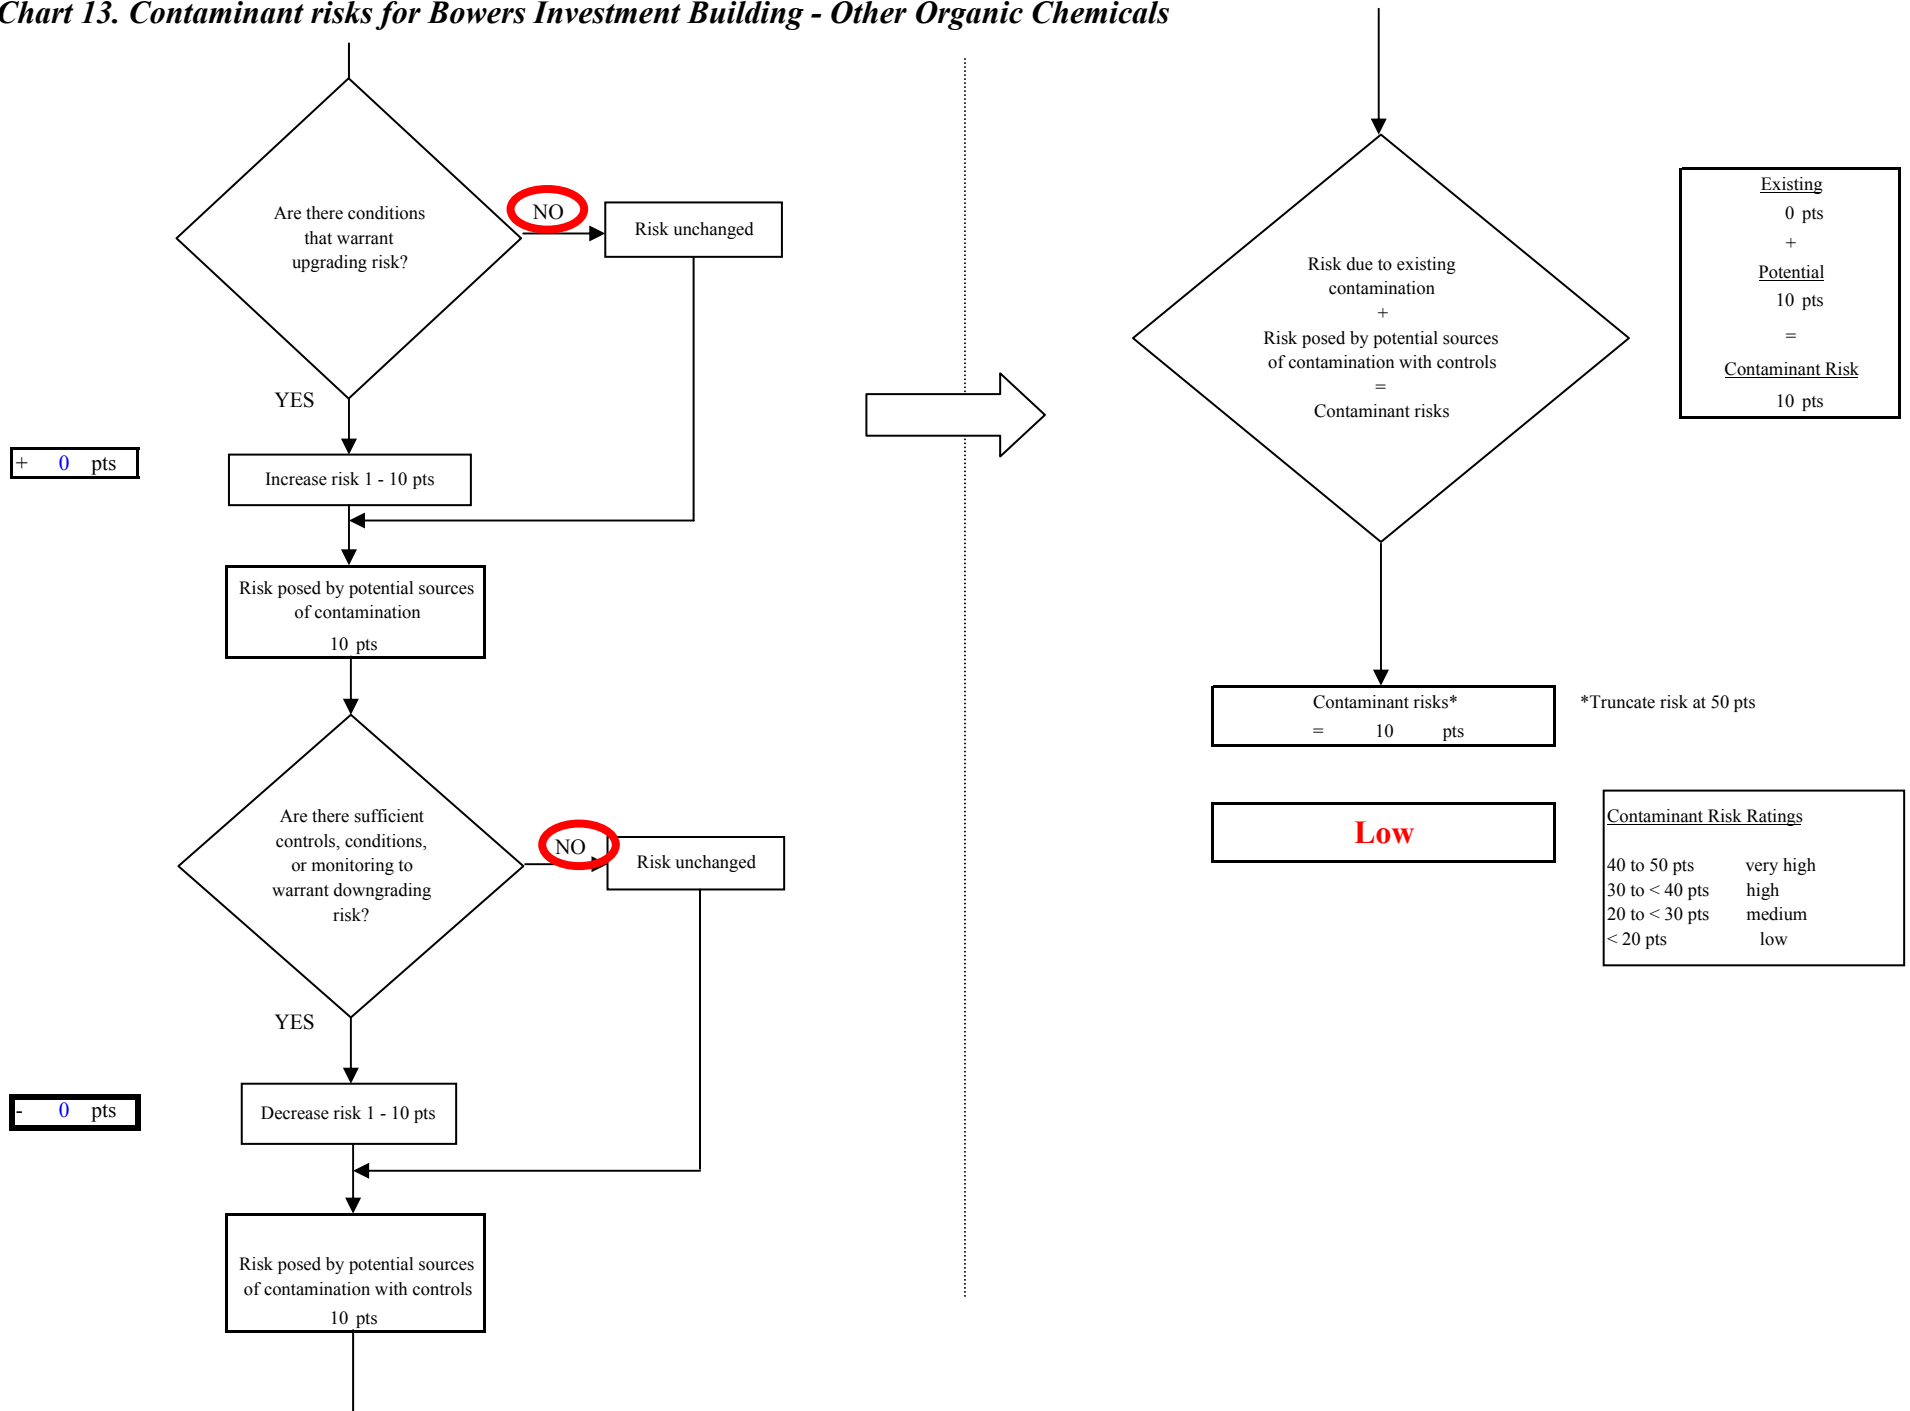 Chart 13. Contaminant risks for Bowers Investment Building - Other Organic Chemicals
Are there conditions
that warrant
upgrading risk?
NO
Risk unchanged
YES
+ 0 pts
Increase risk 1 - 10 pts
Risk posed by potential sources
of contamination
10 pts
Are there sufficient
controls, conditions,
or monitoring to
warrant downgrading
risk?
NO
Risk unchanged
YES
- 0 pts
Decrease risk 1 - 10 pts
Risk posed by potential sources
of contamination with controls
10 pts
Risk due to existing
contamination
+
Risk posed by potential sources
of contamination with controls
=
Contaminant risks
Existing
0 pts
+
Potential
10 pts
=
Contaminant Risk
10 pts
Contaminant risks*
= 10 pts
*Truncate risk at 50 pts
Low
Contaminant Risk Ratings
40 to 50 pts very high
30 to < 40 pts high
20 to < 30 pts medium
< 20 pts low